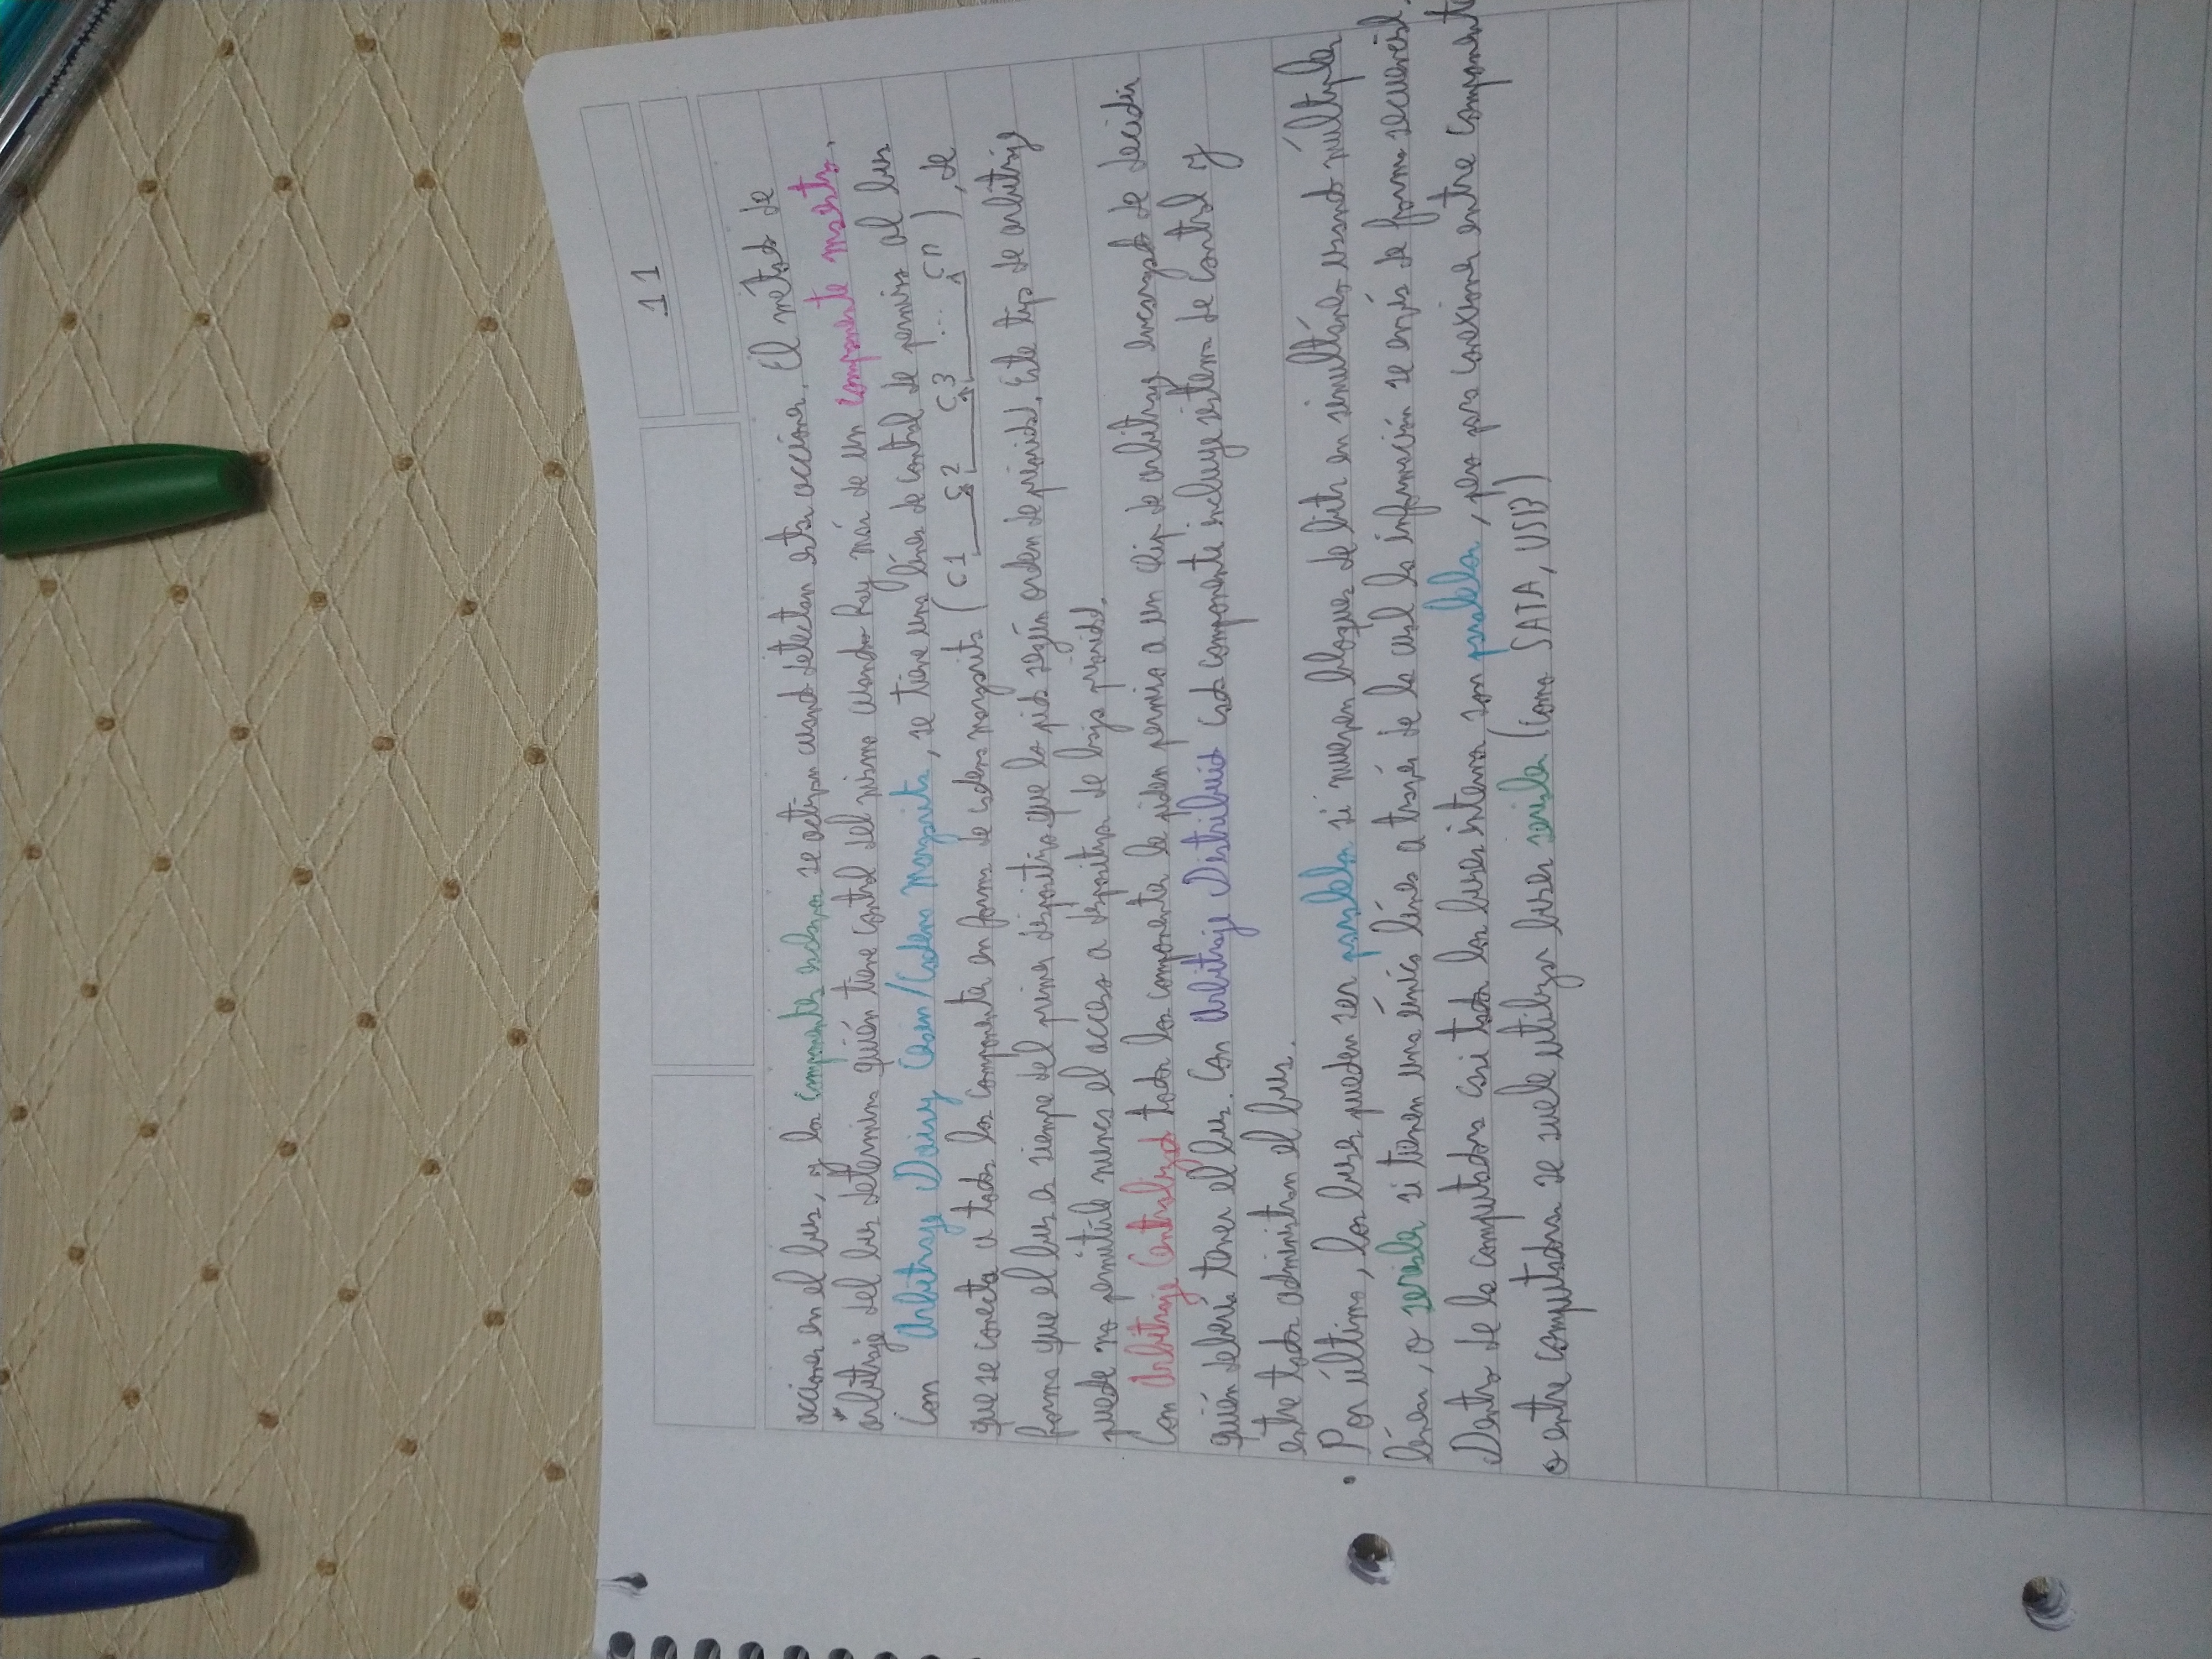 11
acciones en el bus, y los componentes esclavos se activan cuando detectan estas acciones. El método de
arbitraje del bus determina quién tiene control del mismo cuando hay más de un componente maestro.
Con Arbitraje Daisy Chain/Cadena Margarita, se tiene una línea de control de permiso al bus
que se conecta a todos los componentes en forma de cadena margarita (C1 C2 C3 ... Cn), de
forma que el bus es siempre del primer dispositivo que lo pida según orden de prioridad. Este tipo de arbitraje
puede no permitirle nunca el acceso a dispositivos de baja prioridad.
Con Arbitraje Centralizado todos los componentes le piden permiso a un chip de arbitraje encargado de decidir
quién debería tener el bus. Con Arbitraje Distribuido cada componente incluye sistema de control y
entre todos administran el bus.
• Por último, los buses pueden ser paralelos si mueven bloques de bits en simultáneo usando múltiples
líneas, o seriales si tienen una única línea a través de la cual la información se envía de forma secuencial.
Dentro de la computadora casi todos los buses internos son paralelos, pero para conexiones entre componentes
o entre computadoras se suele utilizar buses seriales (como SATA, USB)